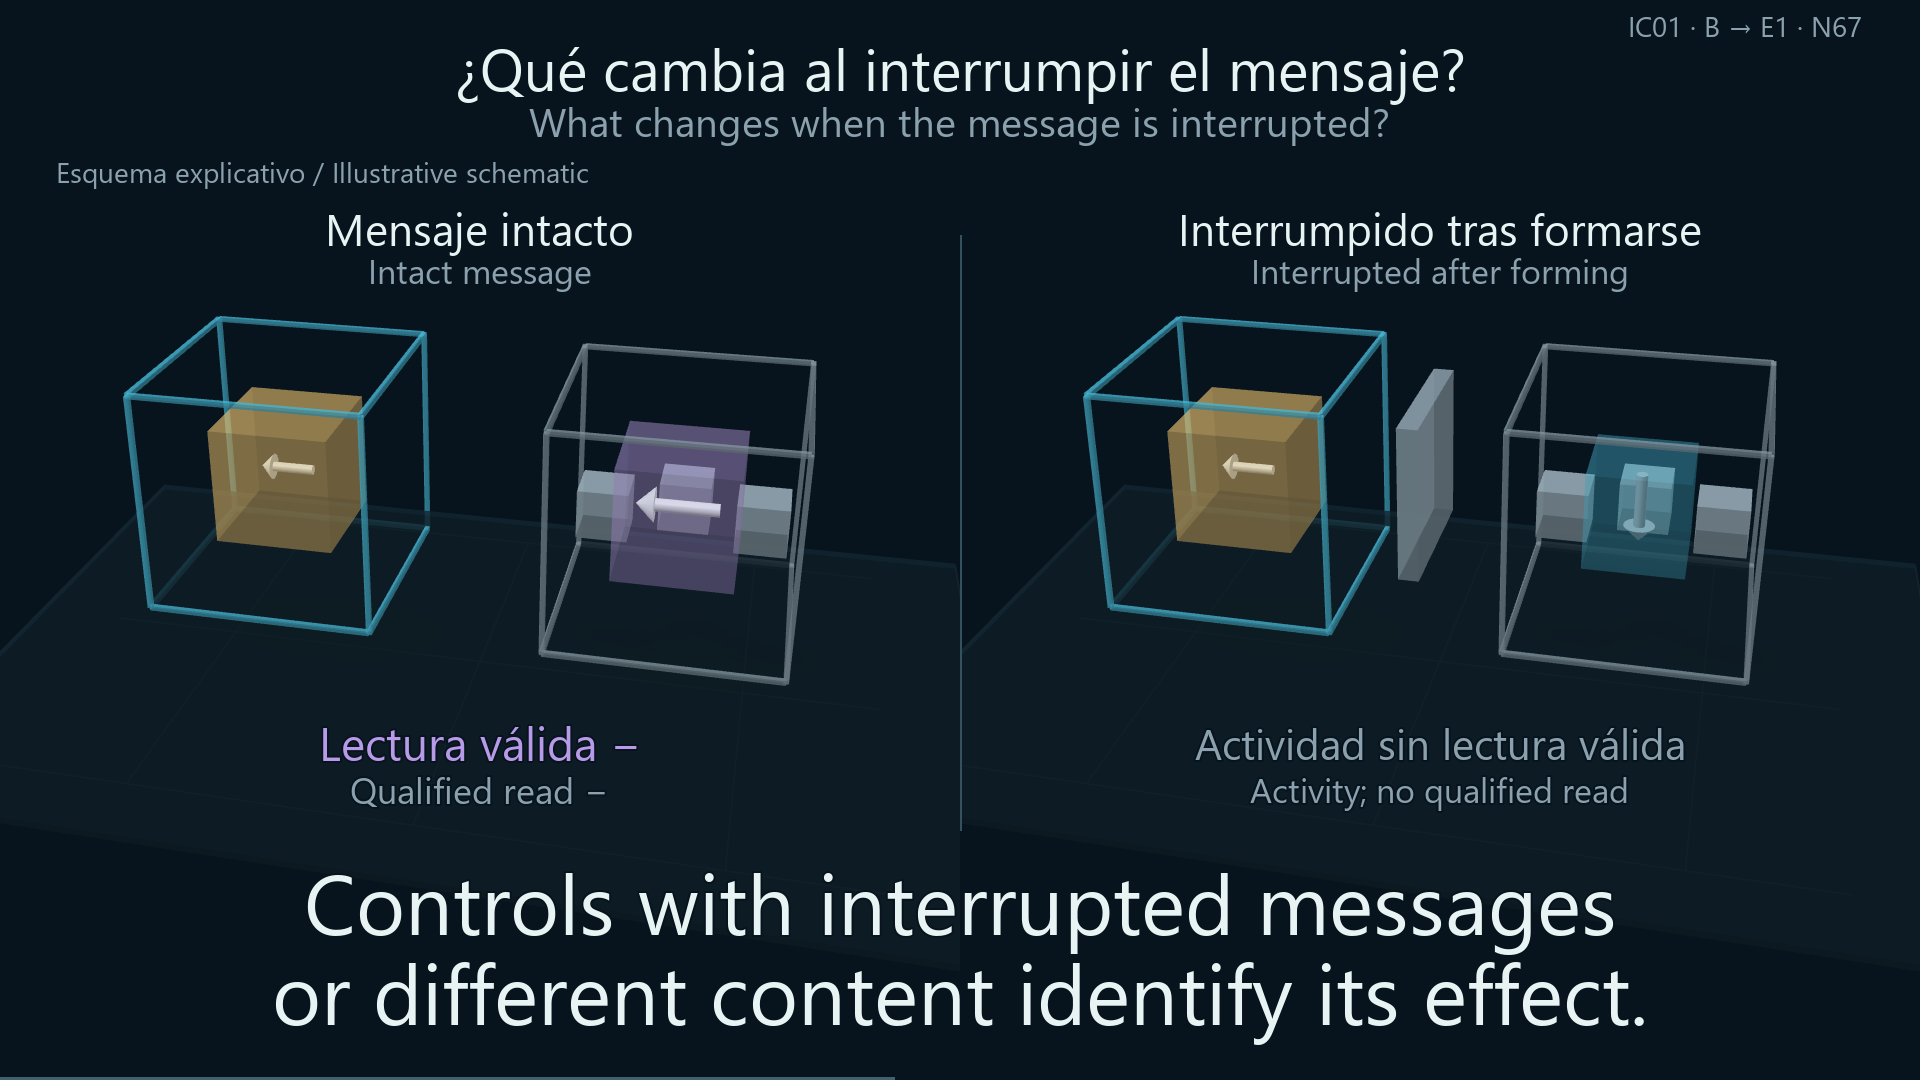 IC01 · B → E1 · N67
¿Qué cambia al interrumpir el mensaje?
What changes when the message is interrupted?
Esquema explicativo / Illustrative schematic
Mensaje intacto
Intact message
Interrumpido tras formarse
Interrupted after forming
Lectura válida –
Qualified read –
Actividad sin lectura válida
Activity; no qualified read
Controls with interrupted messages
or different content identify its effect.